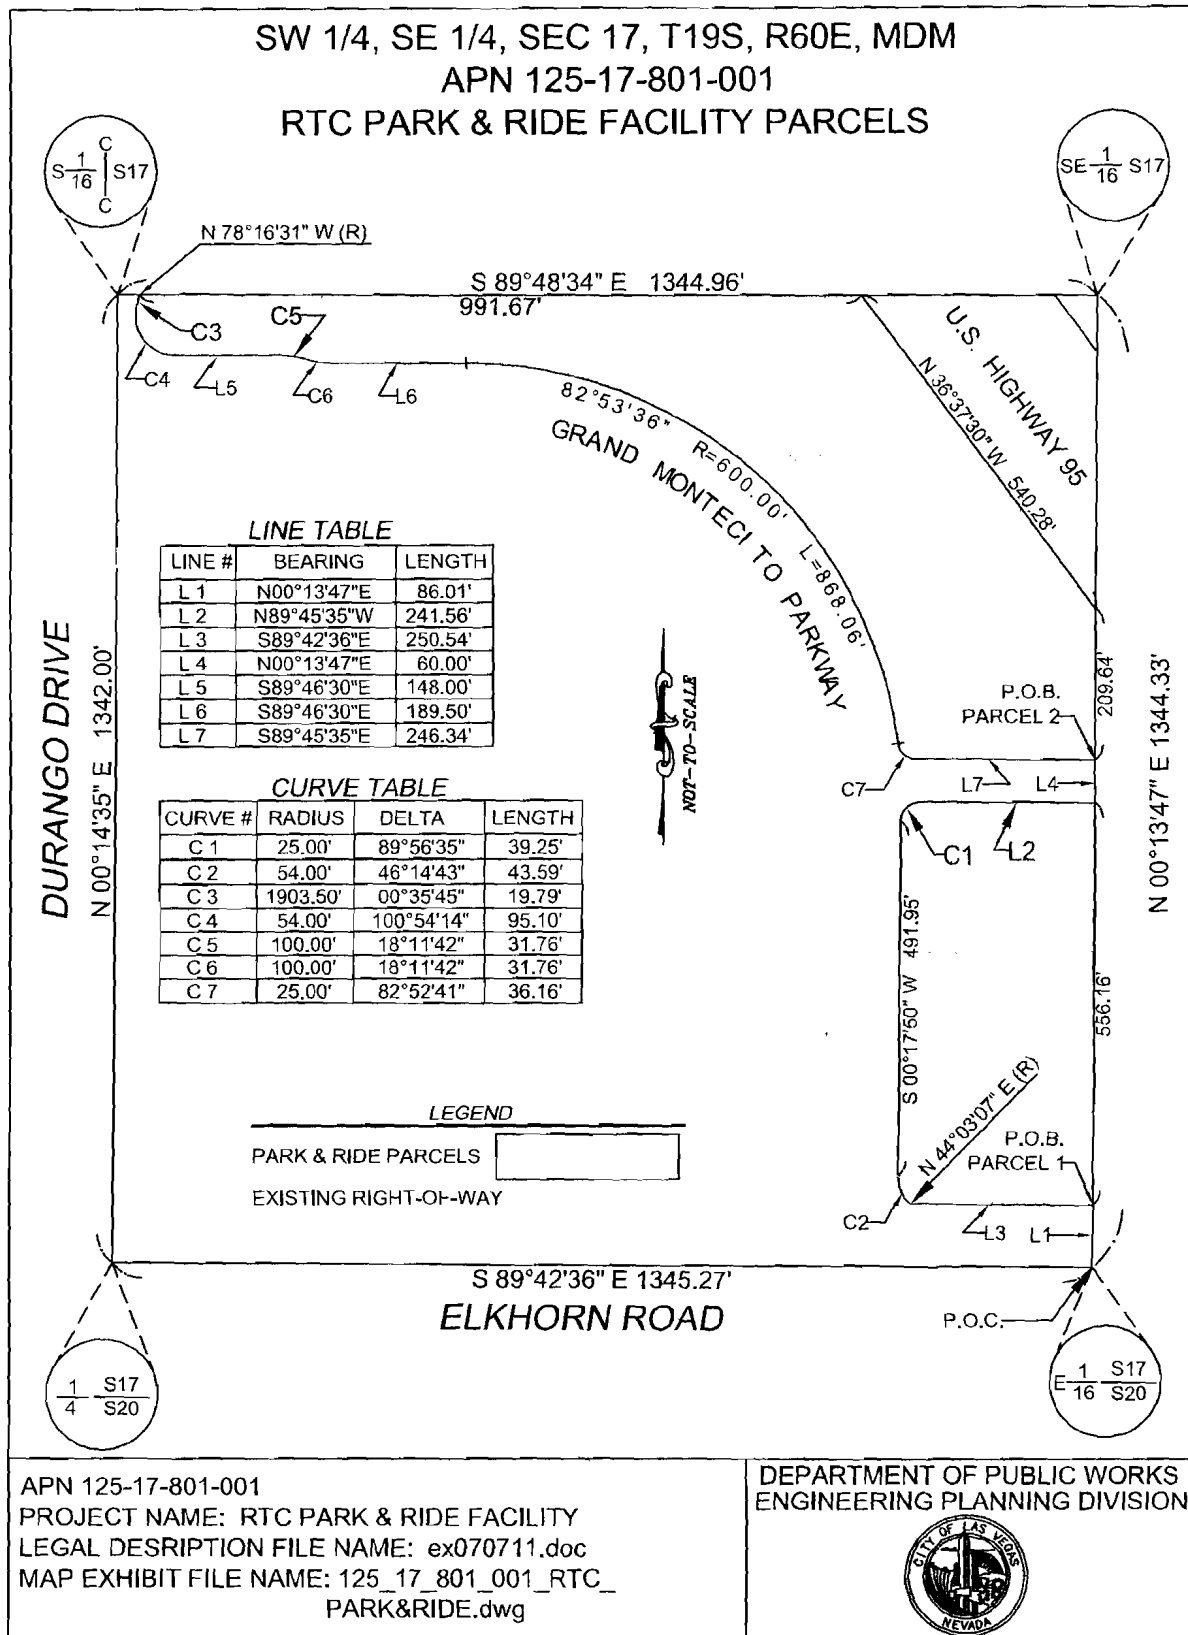 SW 1/4, SE 1/4, SEC 17, T19S, R60E, MDM
APN 125-17-801-001
RTC PARK & RIDE FACILITY PARCELS
C
S 1/16 S17
C
SE 1/16 S17
N 78°16'31" W (R)
S 89°48'34" E 1344.96'
991.67'
C3
C5
C4
L5
C6
L6
U.S. HIGHWAY 95
N 36°37'30" W 540.28'
82°53'36" R=600.00' L=868.06'
GRAND MONTECI TO PARKWAY
LINE TABLE
LINE # BEARING LENGTH
L 1 N00°13'47"E 86.01'
L 2 N89°45'35"W 241.56'
L 3 S89°42'36"E 250.54'
L 4 N00°13'47"E 60.00'
L 5 S89°46'30"E 148.00'
L 6 S89°46'30"E 189.50'
L 7 S89°45'35"E 246.34'
CURVE TABLE
CURVE # RADIUS DELTA LENGTH
C 1 25.00' 89°56'35" 39.25'
C 2 54.00' 46°14'43" 43.59'
C 3 1903.50' 00°35'45" 19.79'
C 4 54.00' 100°54'14" 95.10'
C 5 100.00' 18°11'42" 31.76'
C 6 100.00' 18°11'42" 31.76'
C 7 25.00' 82°52'41" 36.16'
DURANGO DRIVE
N 00°14'35" E 1342.00'
NOT-TO-SCALE
209.64'
P.O.B.
PARCEL 2
N 00°13'47" E 1344.33'
C7
L7
L4
C1
L2
S 00°17'50" W 491.95'
556.16'
N 44°03'07" E (R)
P.O.B.
PARCEL 1
C2
L3
L1
LEGEND
PARK & RIDE PARCELS
EXISTING RIGHT-OF-WAY
S 89°42'36" E 1345.27'
ELKHORN ROAD
P.O.C.
1/4 S17/S20
E 1/16 S17/S20
APN 125-17-801-001
PROJECT NAME: RTC PARK & RIDE FACILITY
LEGAL DESRIPTION FILE NAME: ex070711.doc
MAP EXHIBIT FILE NAME: 125_17_801_001_RTC_
PARK&RIDE.dwg
DEPARTMENT OF PUBLIC WORKS
ENGINEERING PLANNING DIVISION
CITY OF LAS VEGAS
NEVADA